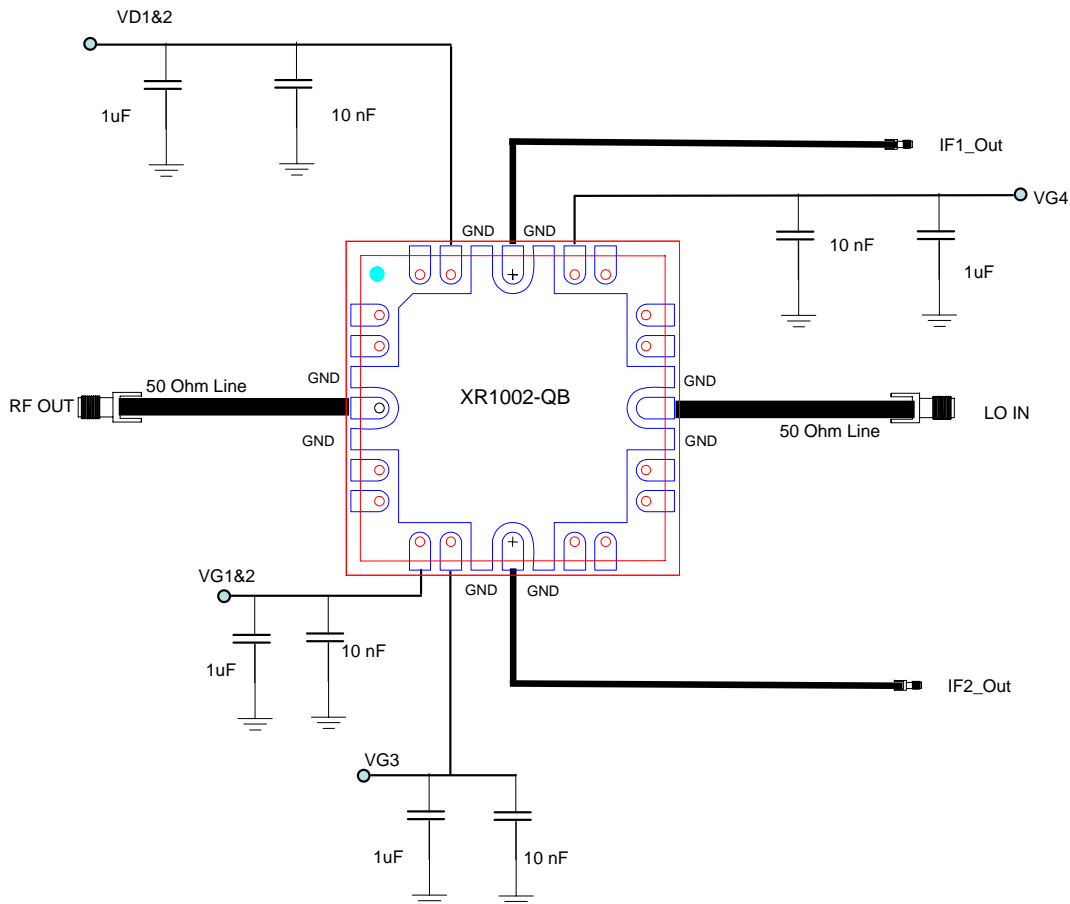 VD1&2
1uF
10 nF
IF1_Out
VG4
10 nF
1uF
GND
GND
GND
GND
50 Ohm Line
RF OUT
XR1002-QB
LO IN
50 Ohm Line
GND
GND
VG1&2
GND
GND
1uF
10 nF
IF2_Out
VG3
1uF
10 nF